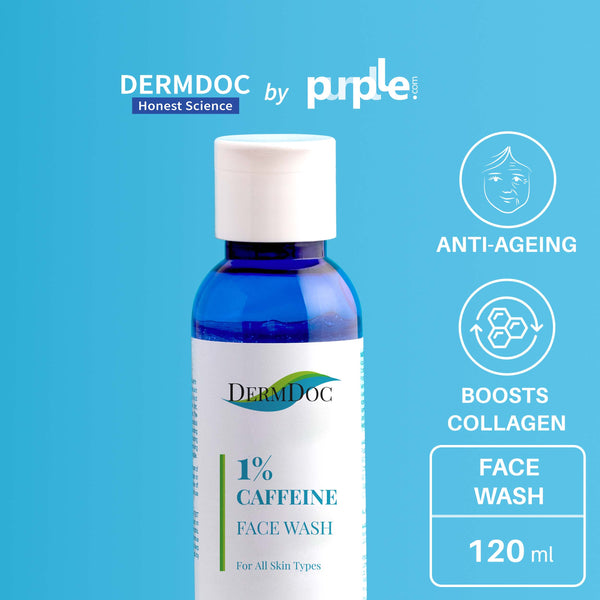 DERMDOC
Honest Science
by
purplle.com
ANTI-AGEING
BOOSTS
COLLAGEN
FACE
WASH
120 ml
DERMDOC
1%
CAFFEINE
FACE WASH
For All Skin Types